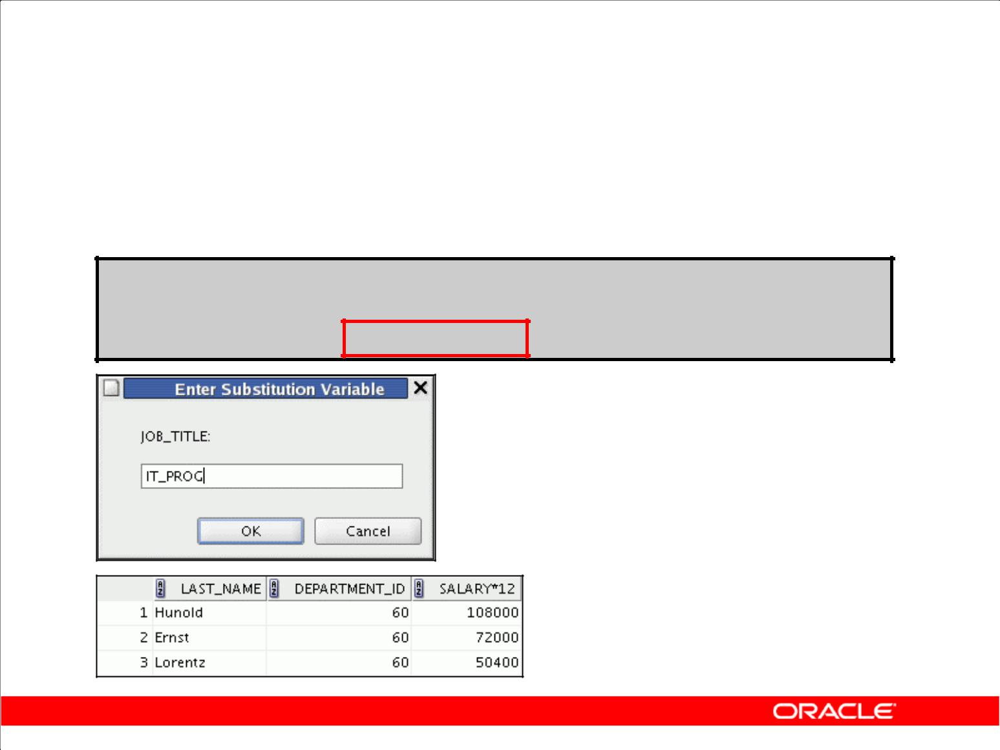 Enter Substitution Variable
JOB_TITLE:
IT_PROG
OK Cancel
LAST_NAME DEPARTMENT_ID SALARY*12
1 Hunold 60 108000
2 Ernst 60 72000
3 Lorentz 60 50400
ORACLE